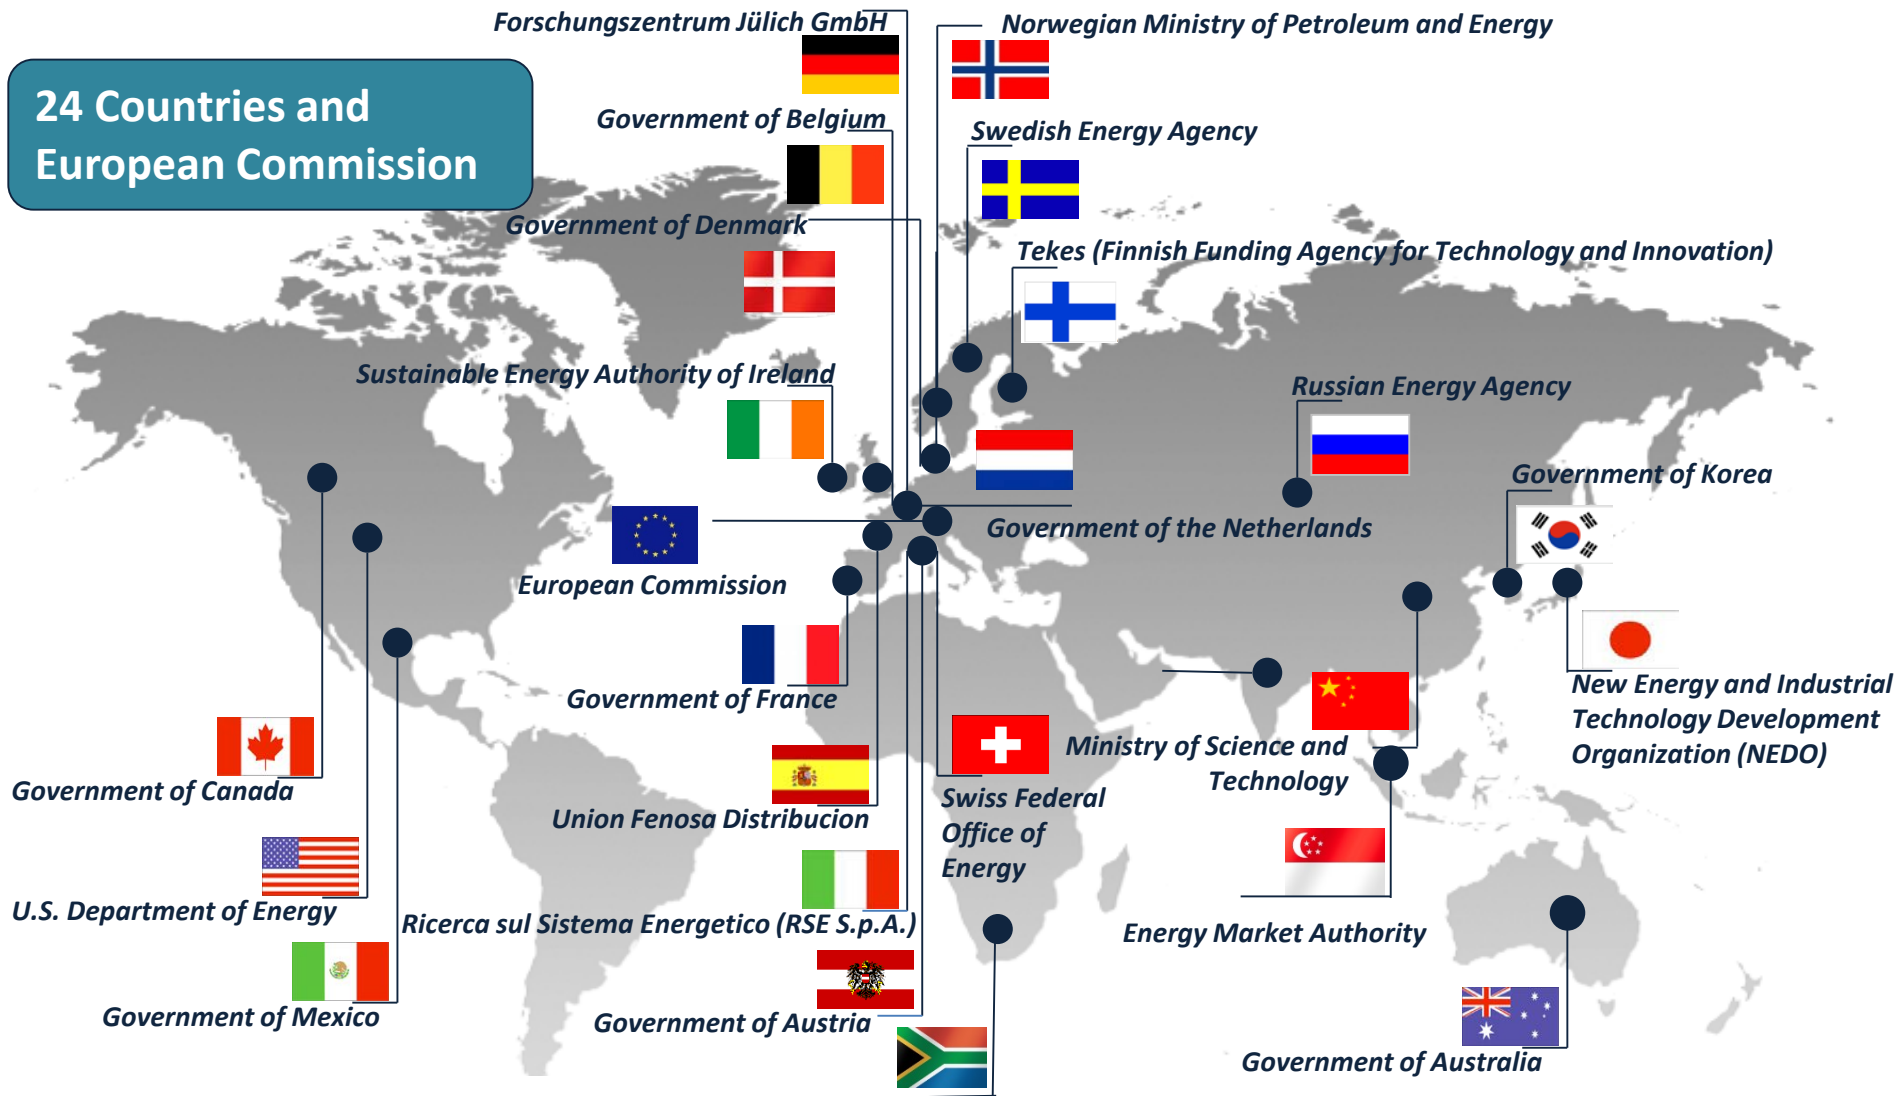 Forschungszentrum Jülich GmbH
Norwegian Ministry of Petroleum and Energy
24 Countries and
European Commission
Government of Belgium
Swedish Energy Agency
Government of Denmark
Tekes (Finnish Funding Agency for Technology and Innovation)
Sustainable Energy Authority of Ireland
Russian Energy Agency
Government of Korea
Government of the Netherlands
European Commission
Government of France
New Energy and Industrial
Technology Development
Organization (NEDO)
Ministry of Science and
Technology
Government of Canada
Union Fenosa Distribucion
Swiss Federal
Office of
Energy
U.S. Department of Energy
Ricerca sul Sistema Energetico (RSE S.p.A.)
Energy Market Authority
Government of Mexico
Government of Austria
Government of Australia